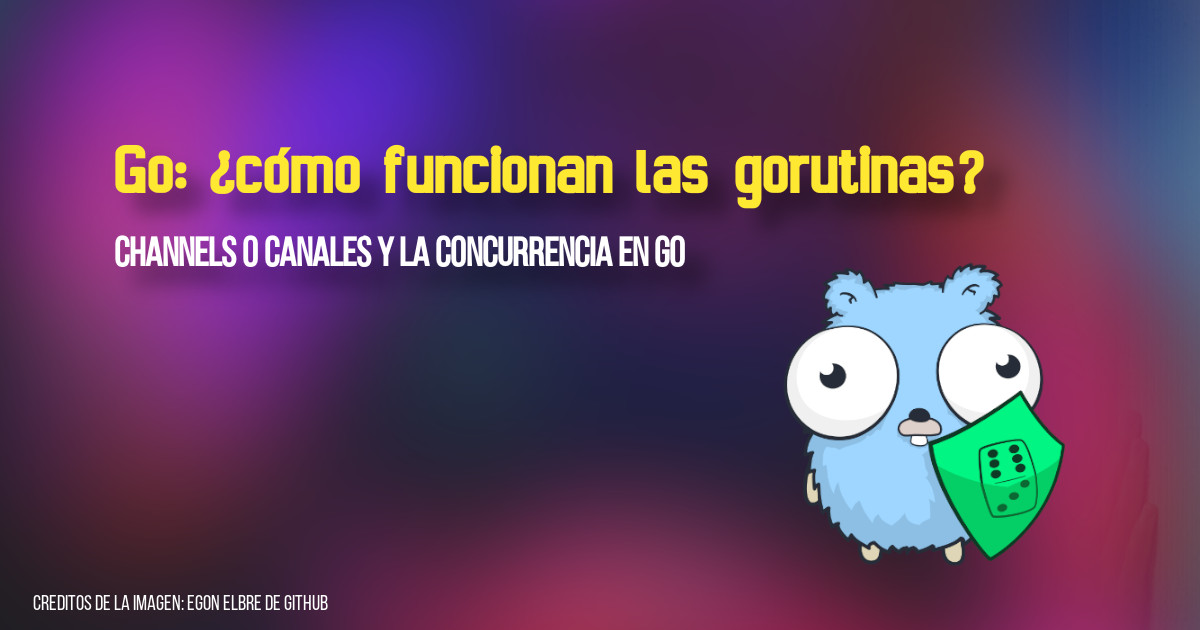 Go: ¿cómo funcionan las gorutinas?
CHANNELS O CANALES Y LA CONCURRENCIA EN GO
CREDITOS DE LA IMAGEN: EGON ELBRE DE GITHUB